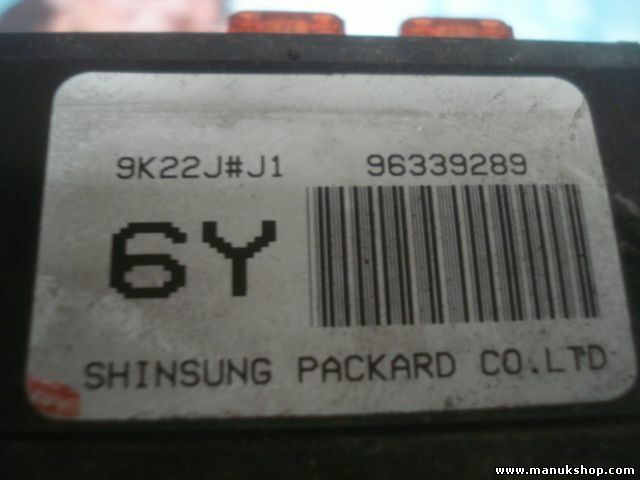 9K22J#J1 96339289
6Y
SHINSUNG PACKARD CO.LTD
www.manukshop.com